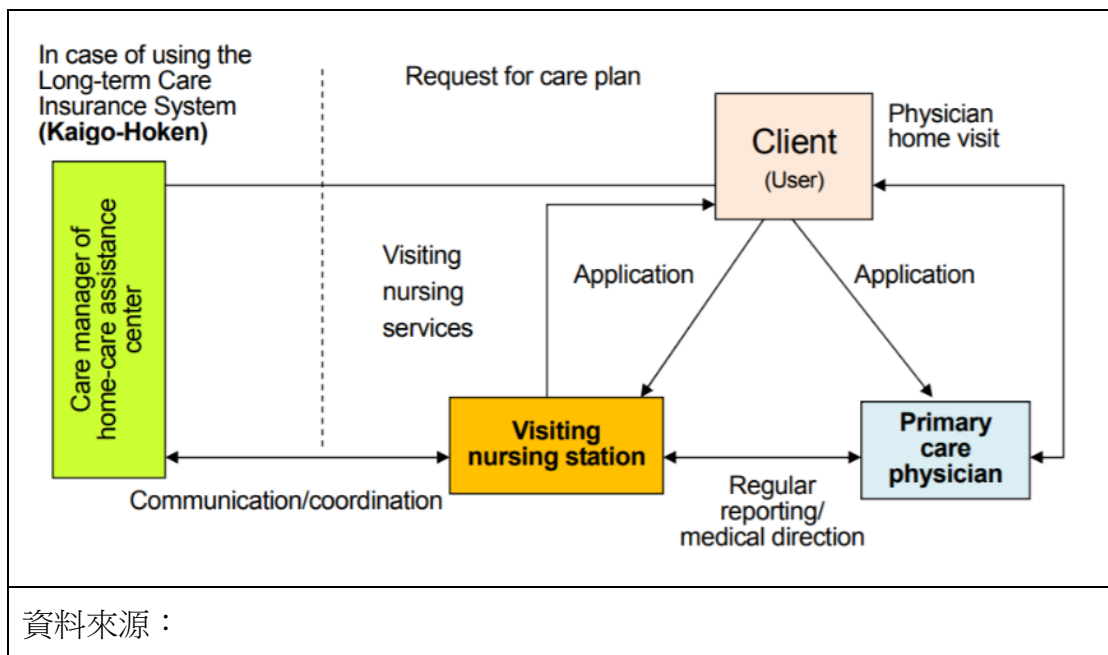 In case of using the
Long-term Care
Insurance System
(Kaigo-Hoken)
Request for care plan
Client
(User)
Physician
home visit
Care manager of
home-care assistance
center
Visiting
nursing
services
Application
Application
Visiting
nursing station
Primary
care
physician
Communication/coordination
Regular
reporting/
medical direction
資料來源：